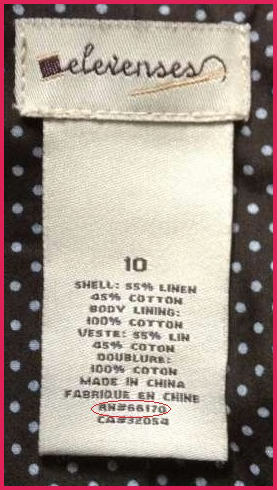 elevenses
10
SHELL: 55% LINEN
45% COTTON
BODY LINING:
100% COTTON
VESTE: 55% LIN
45% COTON
DOUBLURE:
100% COTON
MADE IN CHINA
FABRIQUE EN CHINE
RN#66170
CA#32054